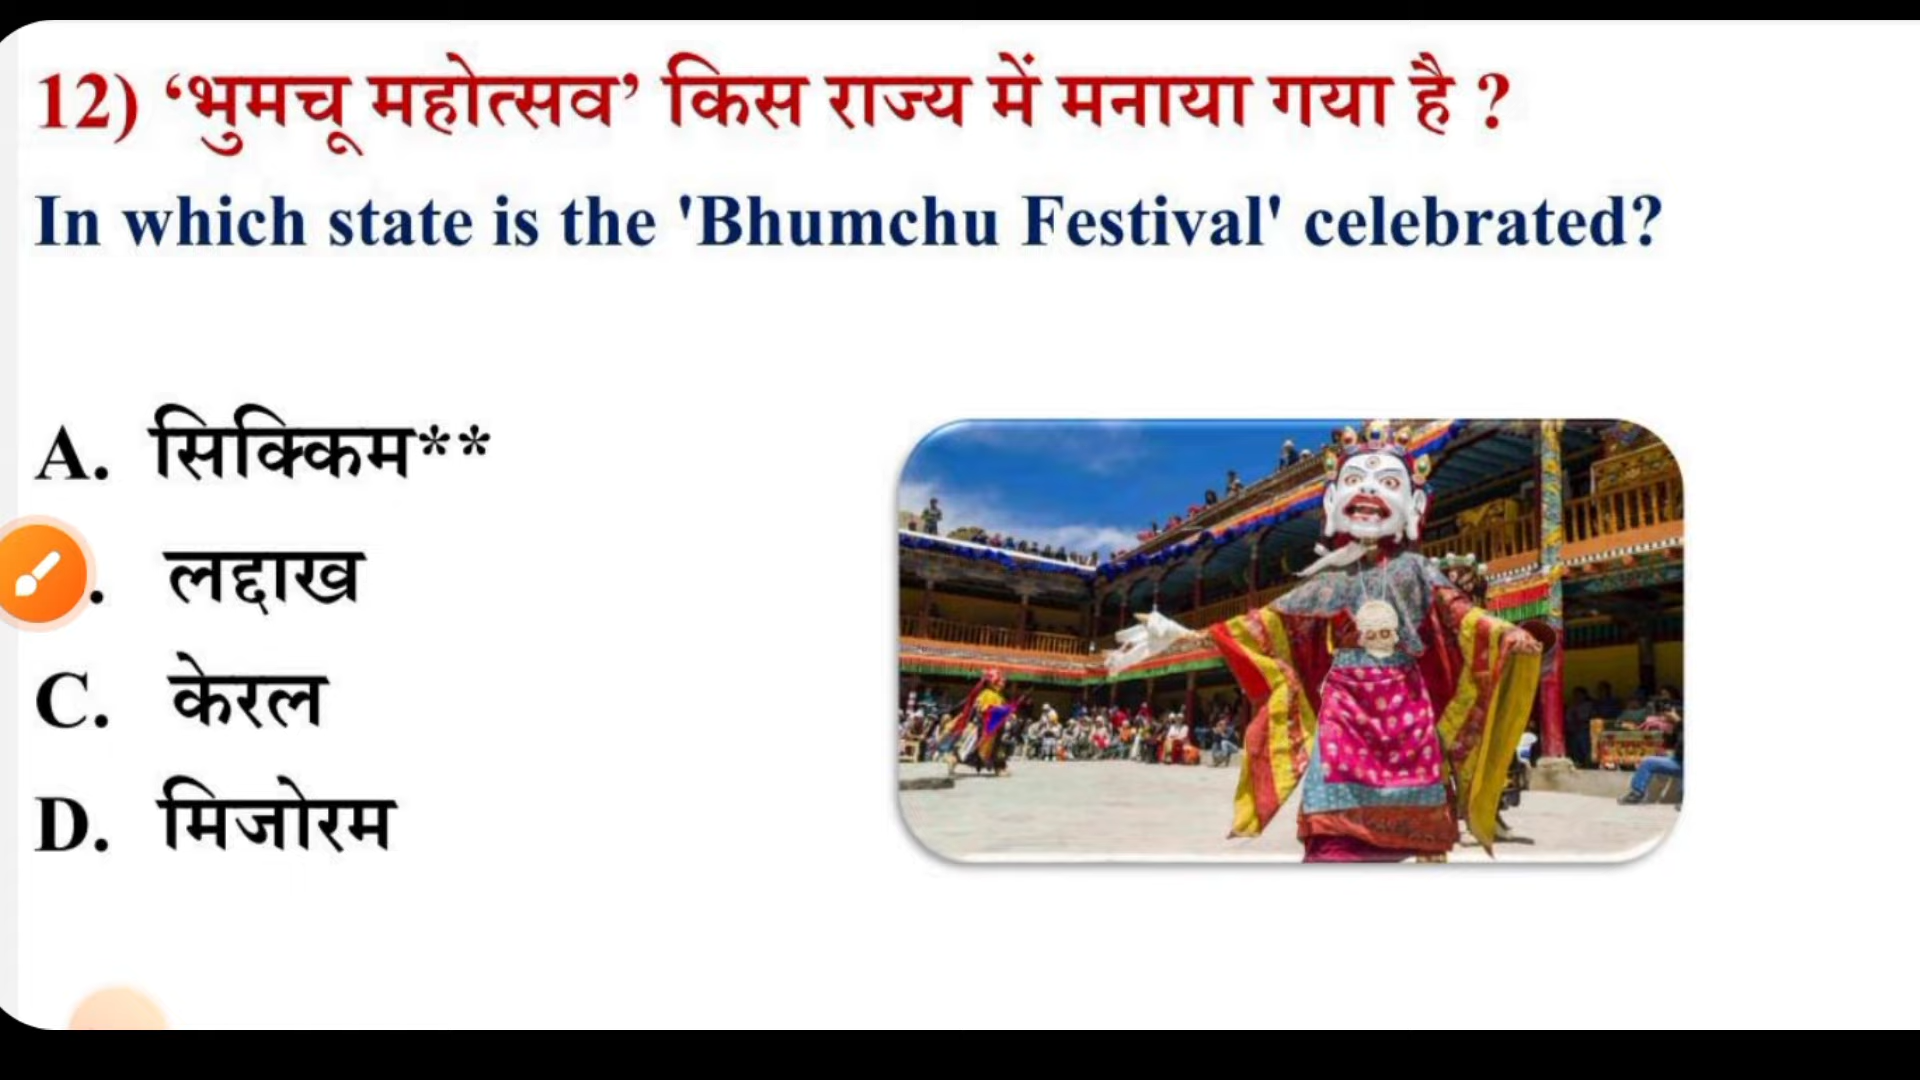 12) ‘भुमचू महोत्सव’ किस राज्य में मनाया गया है ?
In which state is the 'Bhumchu Festival' celebrated?
A. सिक्किम**
. लद्दाख
C. केरल
D. मिजोरम